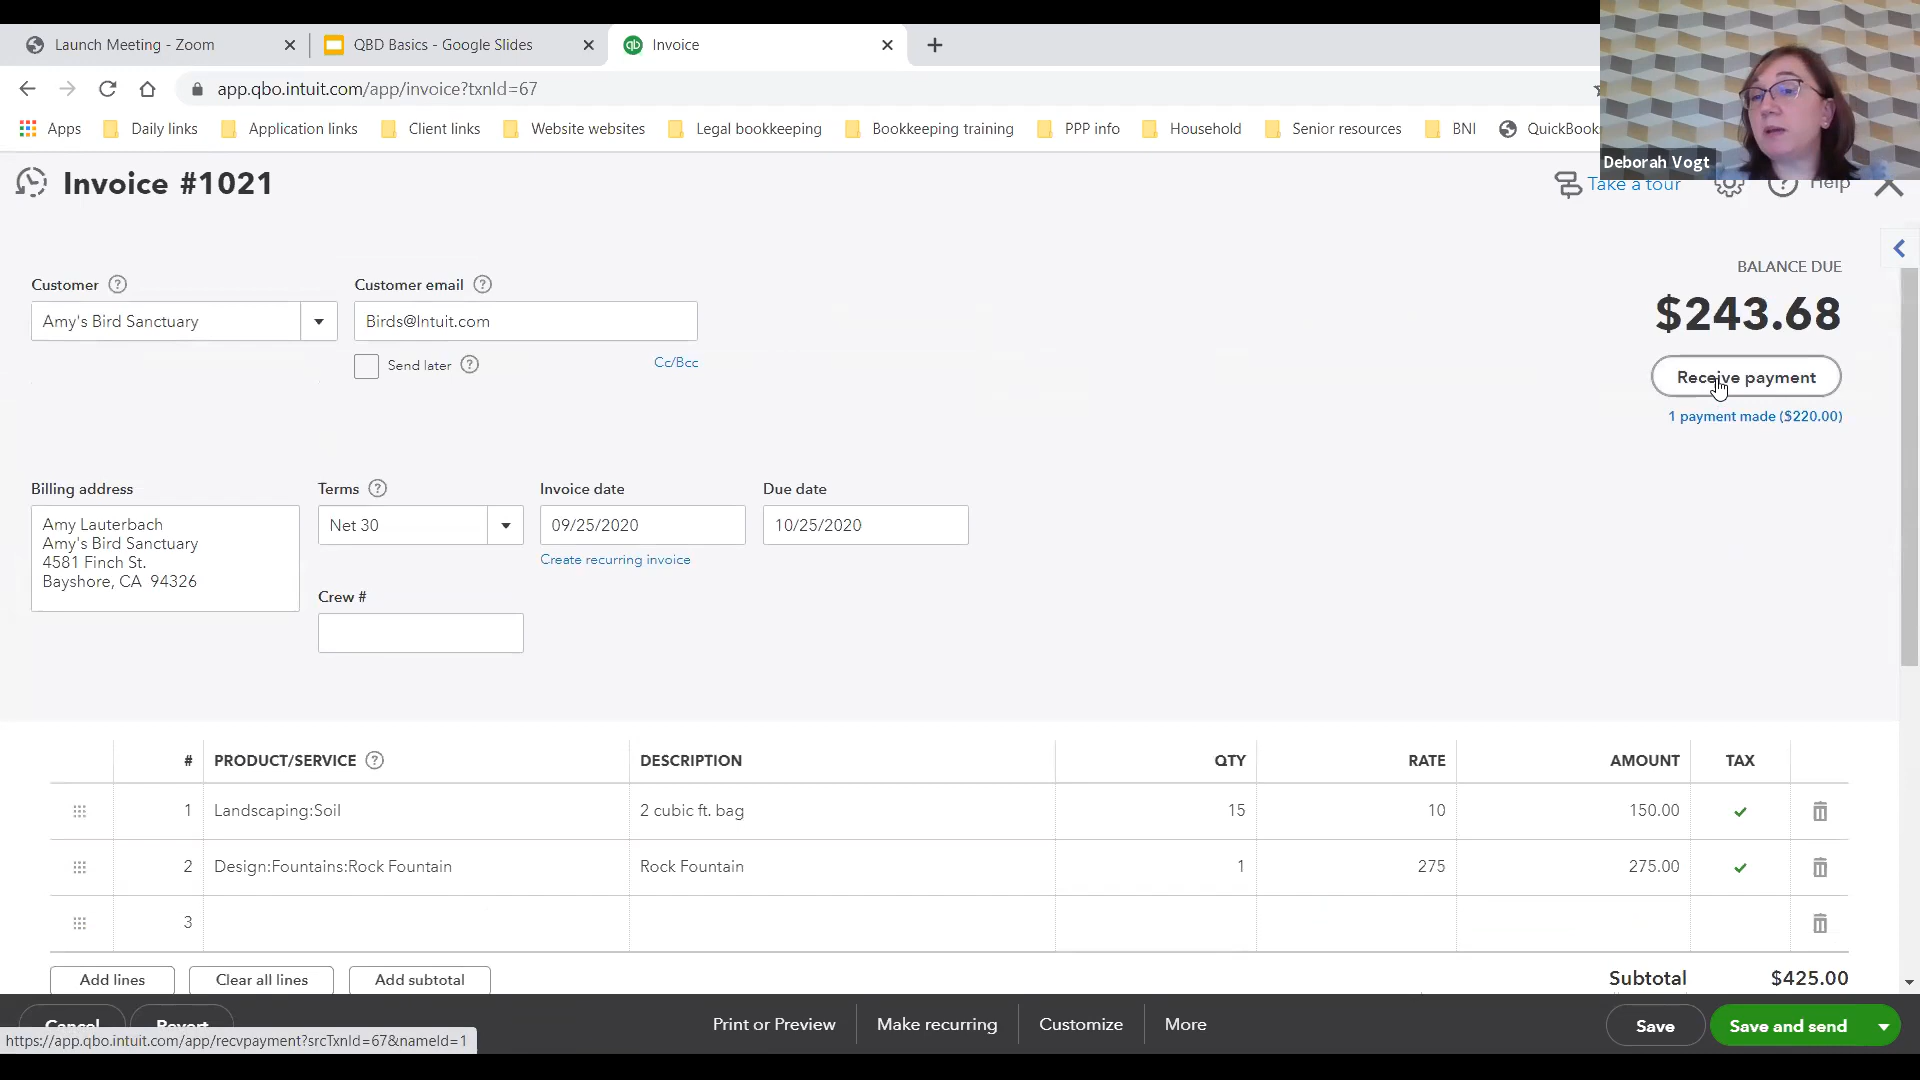 Launch Meeting - Zoom
QBD Basics - Google Slides
qb Invoice
app.qbo.intuit.com/app/invoice?txnId=67
Apps Daily links Application links Client links Website websites Legal bookkeeping Bookkeeping training PPP info Household Senior resources BNI QuickBook
Deborah Vogt
Invoice #1021
Take a tour
Help
BALANCE DUE
$243.68
Receive payment
1 payment made ($220.00)
Customer
Customer email
Amy's Bird Sanctuary
Birds@Intuit.com
Send later
Cc/Bcc
Billing address
Amy Lauterbach
Amy's Bird Sanctuary
4581 Finch St.
Bayshore, CA 94326
Terms
Net 30
Invoice date
09/25/2020
Create recurring invoice
Due date
10/25/2020
Crew #
# PRODUCT/SERVICE DESCRIPTION QTY RATE AMOUNT TAX
1 Landscaping:Soil 2 cubic ft. bag 15 10 150.00
2 Design:Fountains:Rock Fountain Rock Fountain 1 275 275.00
3
Add lines Clear all lines Add subtotal
Subtotal $425.00
Cancel Revert
Print or Preview Make recurring Customize More
Save Save and send
https://app.qbo.intuit.com/app/recvpayment?srcTxnId=67&nameId=1